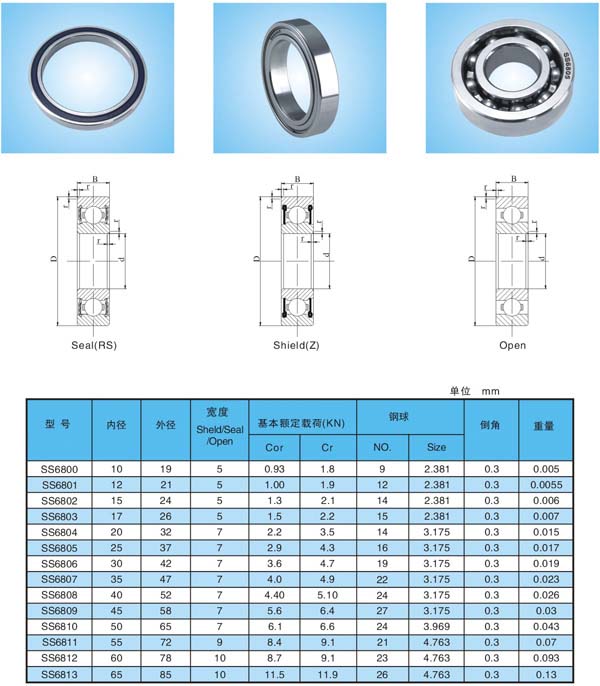 SS6805
B B B
r r r
r r r
r r r
r r r
D d D d D d
Seal(RS) Shield(Z) Open
单位 mm
型 号 内径 外径 宽度 Sheld/Seal /Open 基本额定载荷(KN) 钢球 倒角 重量
Cor Cr NO. Size
SS6800 10 19 5 0.93 1.8 9 2.381 0.3 0.005
SS6801 12 21 5 1.00 1.9 12 2.381 0.3 0.0055
SS6802 15 24 5 1.3 2.1 14 2.381 0.3 0.006
SS6803 17 26 5 1.5 2.2 15 2.381 0.3 0.007
SS6804 20 32 7 2.2 3.5 14 3.175 0.3 0.015
SS6805 25 37 7 2.9 4.3 16 3.175 0.3 0.017
SS6806 30 42 7 3.6 4.7 19 3.175 0.3 0.019
SS6807 35 47 7 4.0 4.9 22 3.175 0.3 0.023
SS6808 40 52 7 4.40 5.10 24 3.175 0.3 0.026
SS6809 45 58 7 5.6 6.4 27 3.175 0.3 0.03
SS6810 50 65 7 6.1 6.6 24 3.969 0.3 0.043
SS6811 55 72 9 8.4 9.1 21 4.763 0.3 0.07
SS6812 60 78 10 8.7 9.1 23 4.763 0.3 0.093
SS6813 65 85 10 11.5 11.9 26 4.763 0.3 0.13